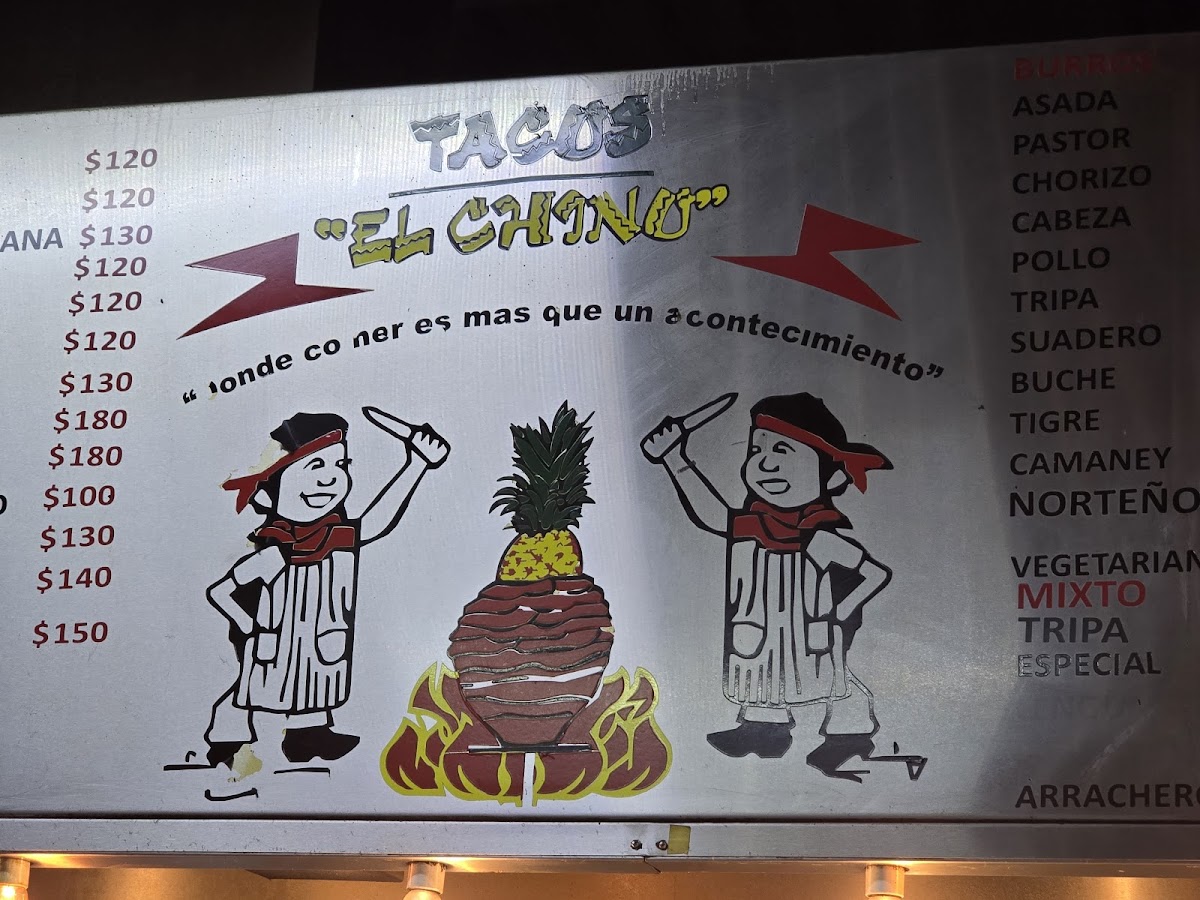 $120
$120
ANA $130
$120
$120
$120
$130
$180
$180
O $100
$130
$140
$150
TACOS
"EL CHINO"
"Donde comer es mas que un acontecimiento"
BURROS
ASADA
PASTOR
CHORIZO
CABEZA
POLLO
TRIPA
SUADERO
BUCHE
TIGRE
CAMANEY
NORTEÑO
VEGETARIAN
MIXTO
TRIPA
ESPECIAL
ARRACHERO